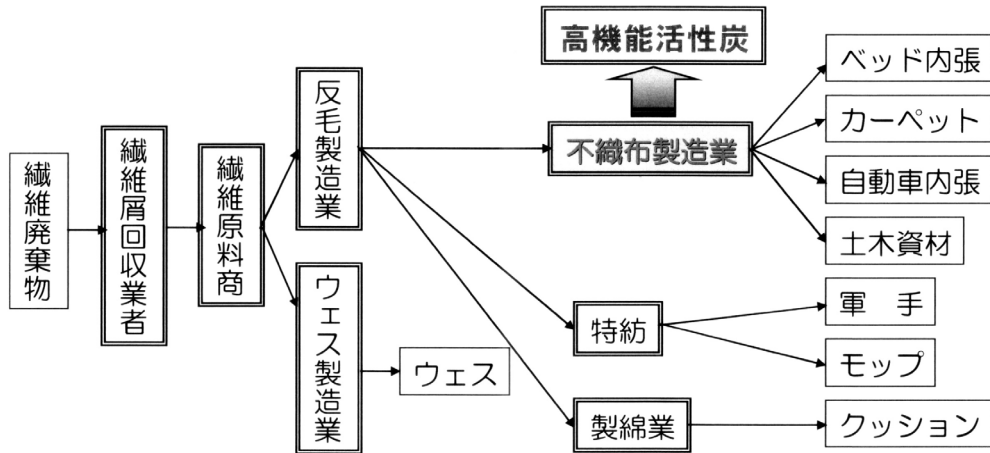 繊維廃棄物
繊維屑回収業者
繊維原料商
反毛製造業
ウェス製造業
ウェス
高機能活性炭
不織布製造業
特紡
製綿業
ベッド内張
カーペット
自動車内張
土木資材
軍　手
モップ
クッション